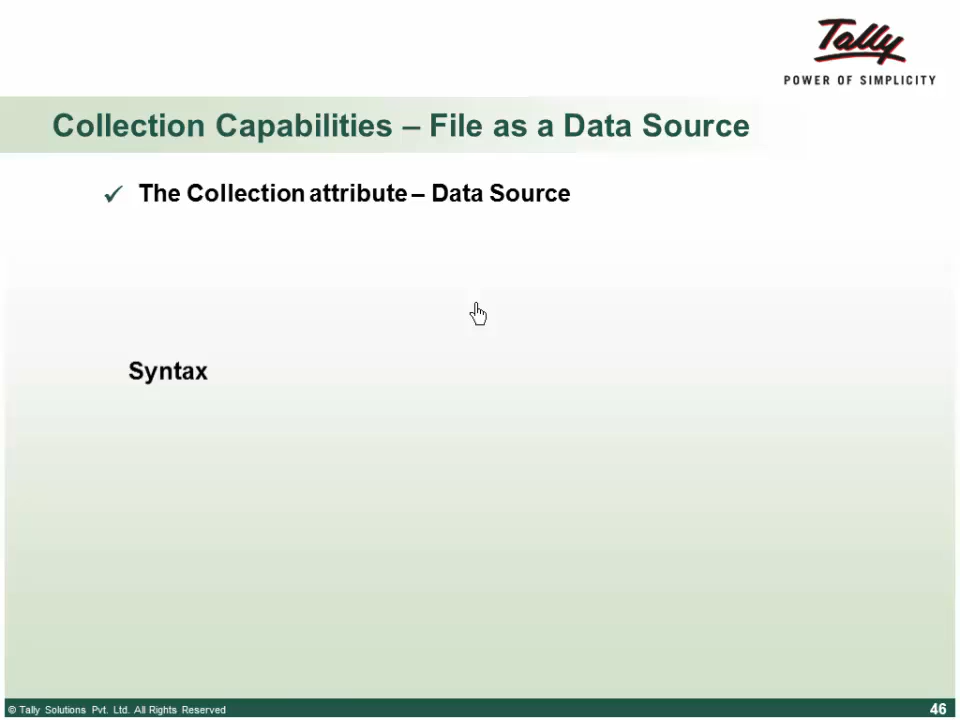 Tally
POWER OF SIMPLICITY
Collection Capabilities – File as a Data Source
✓ The Collection attribute – Data Source
Syntax
© Tally Solutions Pvt. Ltd. All Rights Reserved
46